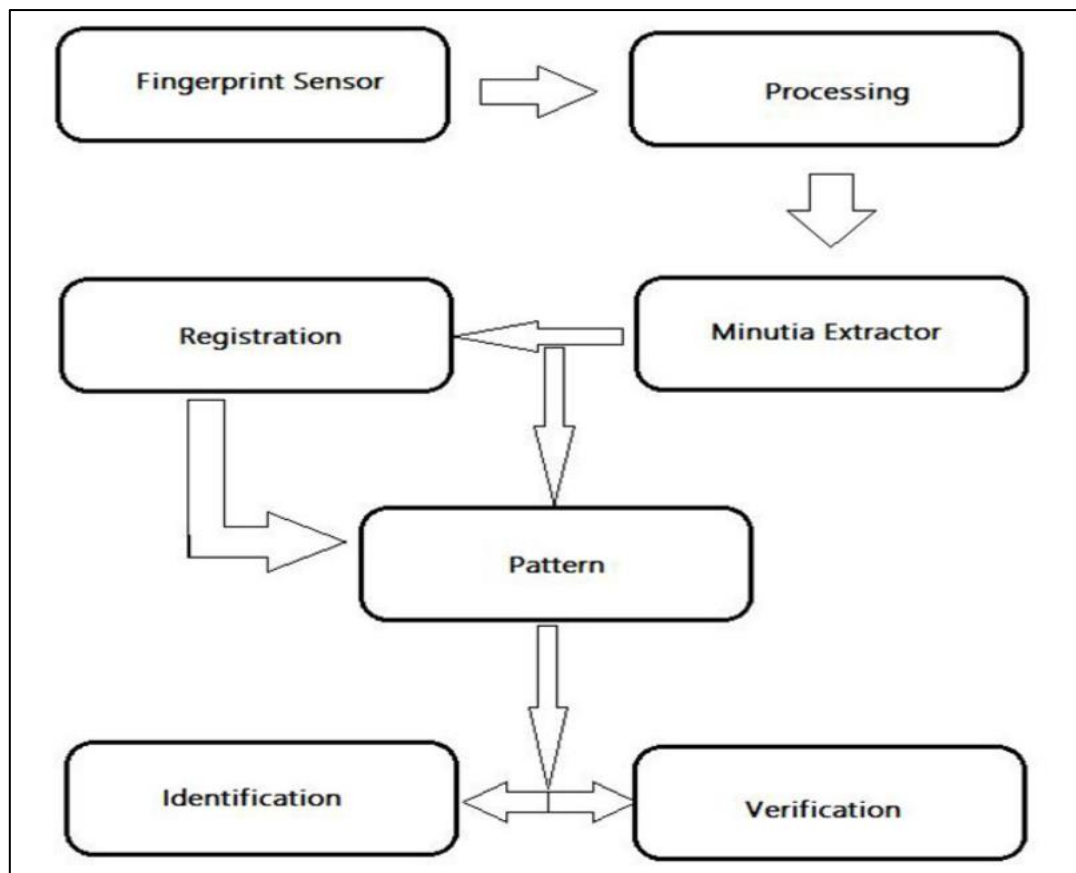 Fingerprint Sensor
Processing
Registration
Minutia Extractor
Pattern
Identification
Verification